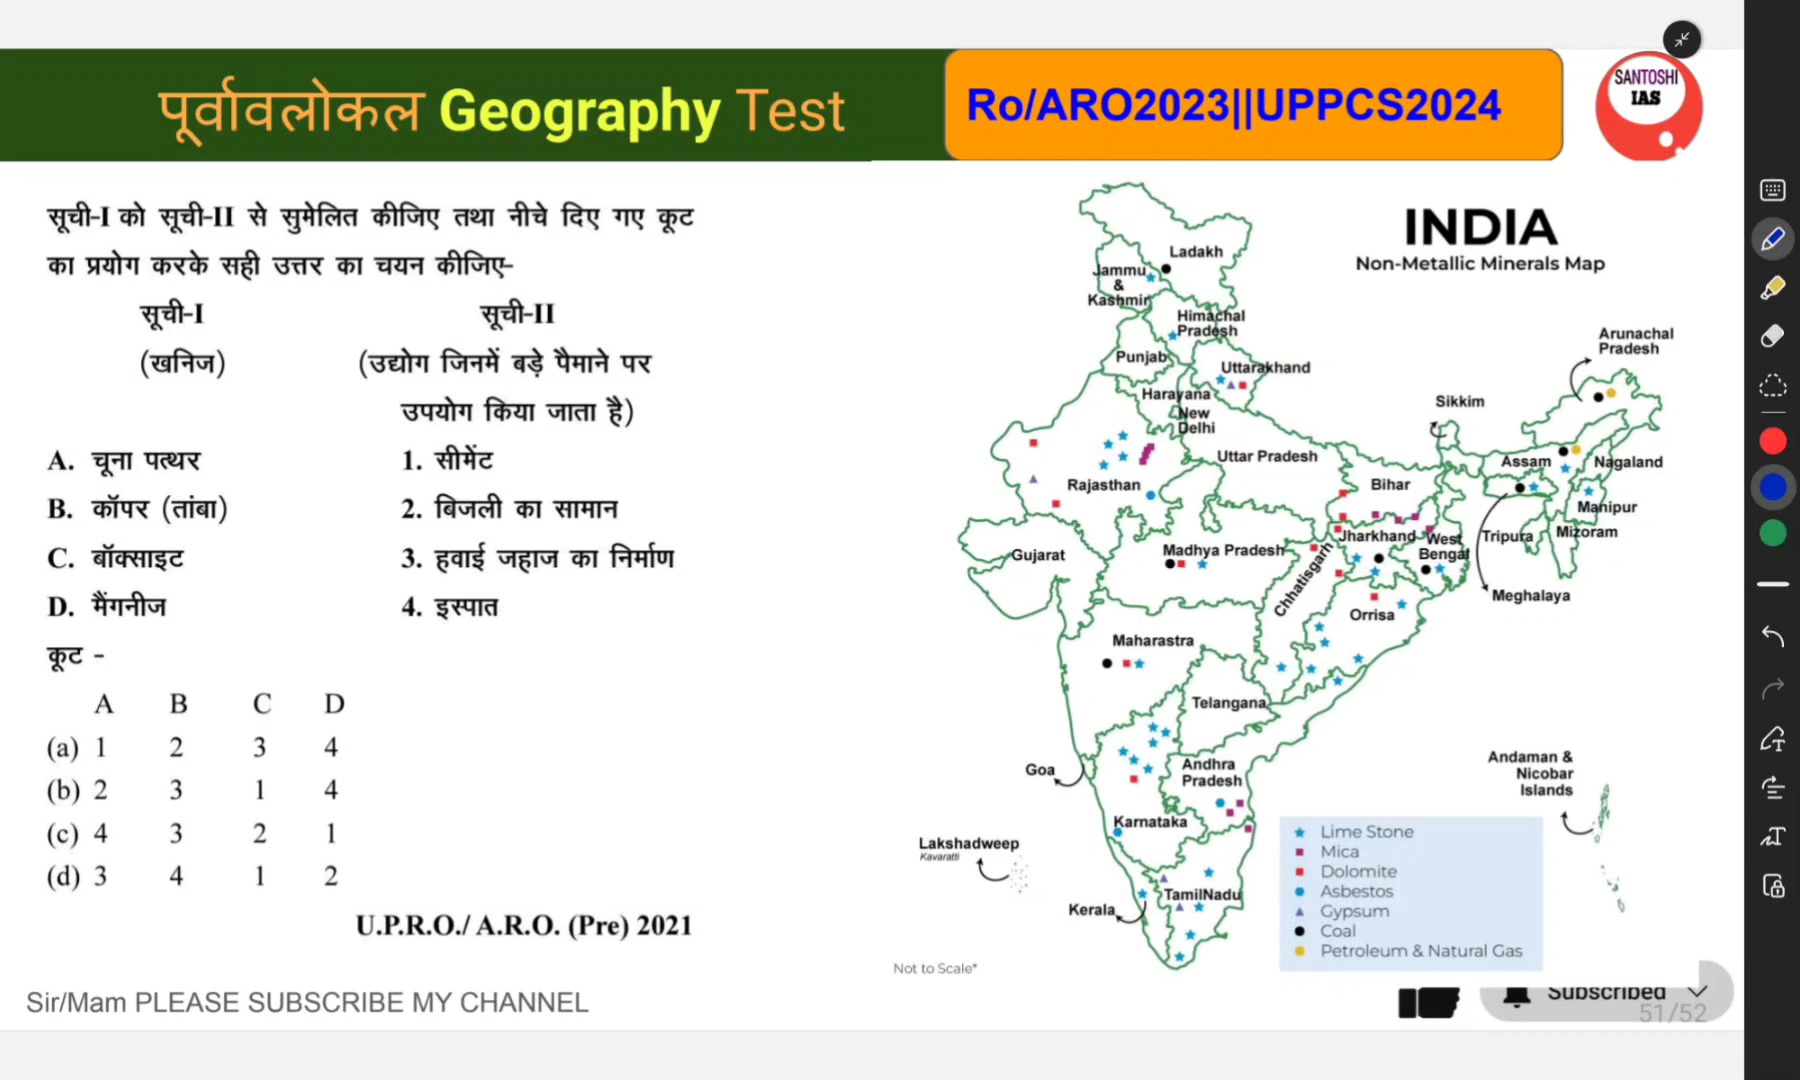 पूर्वावलोकल Geography Test
Ro/ARO2023||UPPCS2024
SANTOSHI
IAS
सूची-I को सूची-II से सुमेलित कीजिए तथा नीचे दिए गए कूट
का प्रयोग करके सही उत्तर का चयन कीजिए-
सूची-I सूची-II
(खनिज) (उद्योग जिनमें बड़े पैमाने पर
उपयोग किया जाता है)
A. चूना पत्थर 1. सीमेंट
B. कॉपर (तांबा) 2. बिजली का सामान
C. बॉक्साइट 3. हवाई जहाज का निर्माण
D. मैंगनीज 4. इस्पात
कूट -
A B C D
(a) 1 2 3 4
(b) 2 3 1 4
(c) 4 3 2 1
(d) 3 4 1 2
U.P.R.O./ A.R.O. (Pre) 2021
INDIA
Non-Metallic Minerals Map
Ladakh
Jammu
&
Kashmir
Himachal
Pradesh
Punjab
Uttarakhand
Harayana
New
Delhi
Arunachal
Pradesh
Sikkim
Uttar Pradesh
Assam
Nagaland
Rajasthan
Bihar
Manipur
Gujarat
Madhya Pradesh
Jharkhand
West
Bengal
Tripura
Mizoram
Chhatisgarh
Meghalaya
Orrisa
Maharastra
Telangana
Goa
Andhra
Pradesh
Andaman &
Nicobar
Islands
Karnataka
Lakshadweep
Kavaratti
Kerala
TamilNadu
Lime Stone
Mica
Dolomite
Asbestos
Gypsum
Coal
Petroleum & Natural Gas
Not to Scale*
Sir/Mam PLEASE SUBSCRIBE MY CHANNEL
Subscribed
51/52